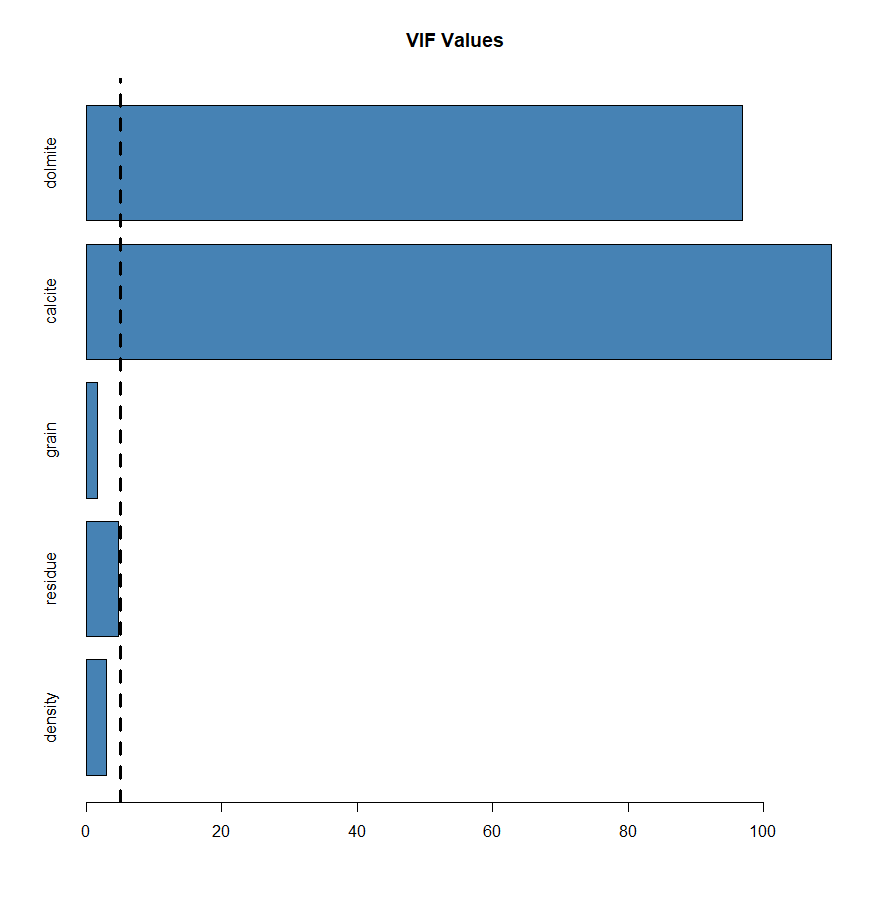 VIF Values
dolmite
calcite
grain
residue
density
0 20 40 60 80 100